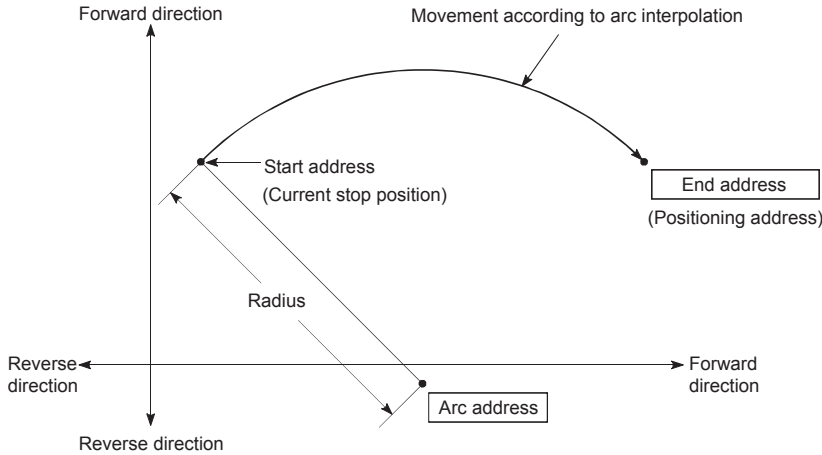 Forward direction
Movement according to arc interpolation
Start address
(Current stop position)
End address
(Positioning address)
Radius
Reverse
direction
Forward
direction
Arc address
Reverse direction